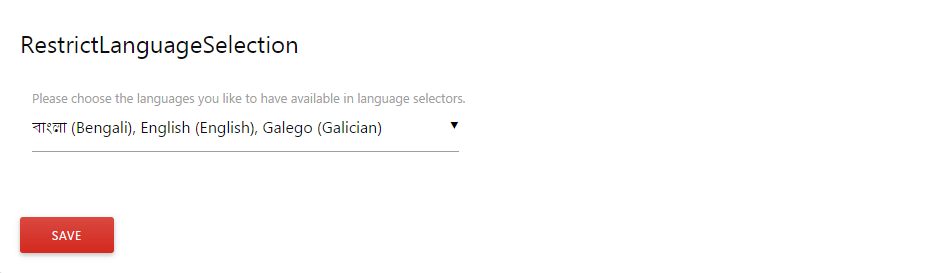 RestrictLanguageSelection
Please choose the languages you like to have available in language selectors.
বাংলা (Bengali), English (English), Galego (Galician)
SAVE